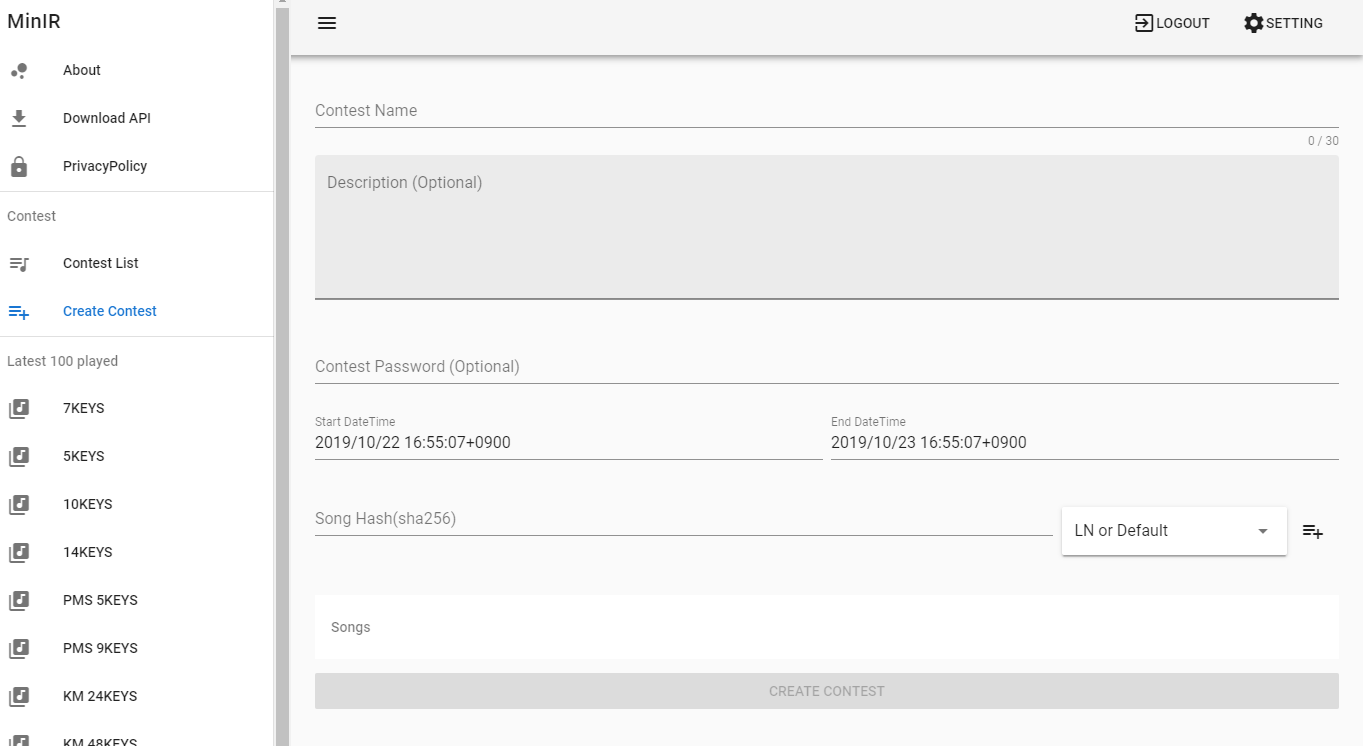 MinIR
About
Download API
PrivacyPolicy
Contest
Contest List
Create Contest
Latest 100 played
7KEYS
5KEYS
10KEYS
14KEYS
PMS 5KEYS
PMS 9KEYS
KM 24KEYS
KM 48KEYS
LOGOUT
SETTING
Contest Name
0 / 30
Description (Optional)
Contest Password (Optional)
Start DateTime
2019/10/22 16:55:07+0900
End DateTime
2019/10/23 16:55:07+0900
Song Hash(sha256)
LN or Default
Songs
CREATE CONTEST